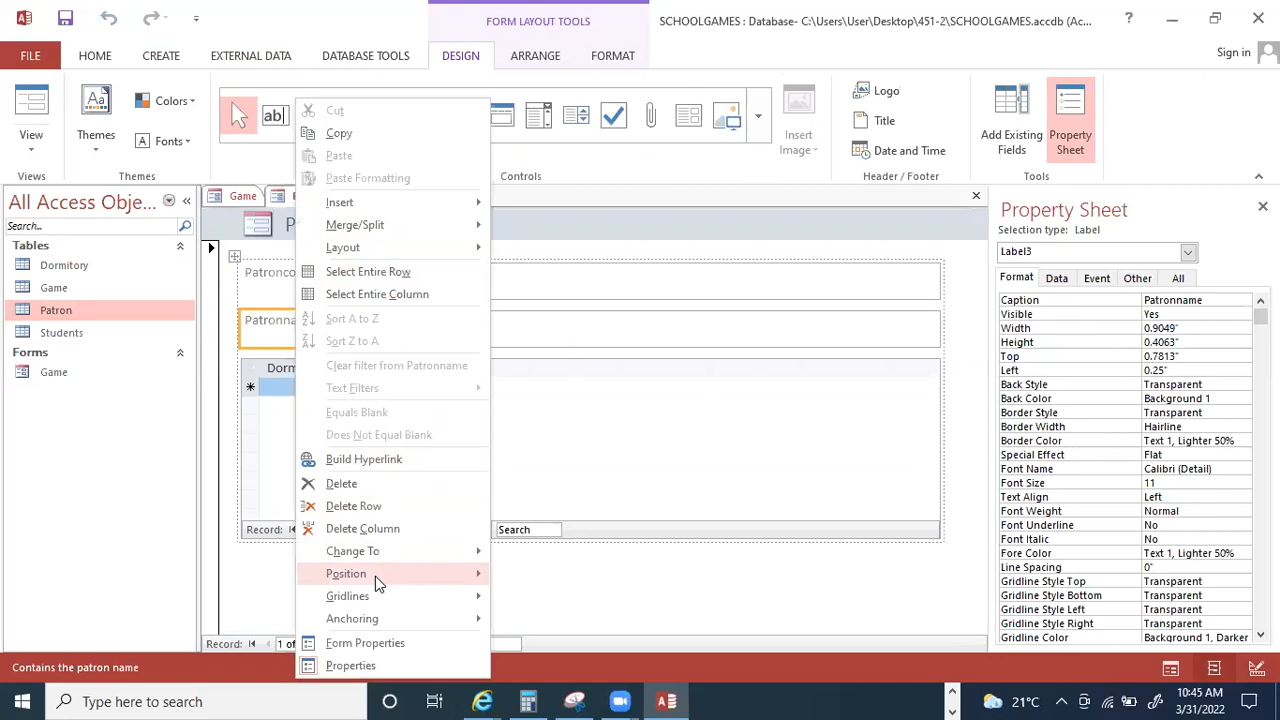 FORM LAYOUT TOOLS
SCHOOLGAMES : Database- C:\Users\User\Desktop\451-2\SCHOOLGAMES.accdb (Ac...
?
FILE
HOME
CREATE
EXTERNAL DATA
DATABASE TOOLS
DESIGN
ARRANGE
FORMAT
Sign in
View
Themes
Colors
Fonts
ab
Insert
Image
Logo
Title
Date and Time
Add Existing
Fields
Property
Sheet
Views
Themes
Controls
Header / Footer
Tools
All Access Obje...
Search...
Tables
Dormitory
Game
Patron
Students
Forms
Game
Game
Patronco
Patronna
Dorm
Record:
Search
Record:
1 of
Cut
Copy
Paste
Paste Formatting
Insert
Merge/Split
Layout
Select Entire Row
Select Entire Column
Sort A to Z
Sort Z to A
Clear filter from Patronname
Text Filters
Equals Blank
Does Not Equal Blank
Build Hyperlink
Delete
Delete Row
Delete Column
Change To
Position
Gridlines
Anchoring
Form Properties
Properties
Property Sheet
Selection type: Label
Label3
Format Data Event Other All
Caption Patronname
Visible Yes
Width 0.9049"
Height 0.4063"
Top 0.7813"
Left 0.25"
Back Style Transparent
Back Color Background 1
Border Style Transparent
Border Width Hairline
Border Color Text 1, Lighter 50%
Special Effect Flat
Font Name Calibri (Detail)
Font Size 11
Text Align Left
Font Weight Normal
Font Underline No
Font Italic No
Fore Color Text 1, Lighter 50%
Line Spacing 0"
Gridline Style Top Transparent
Gridline Style Bottom Transparent
Gridline Style Left Transparent
Gridline Style Right Transparent
Gridline Color Background 1, Darker
Contains the patron name
Type here to search
21°C
10:45 AM
3/31/2022